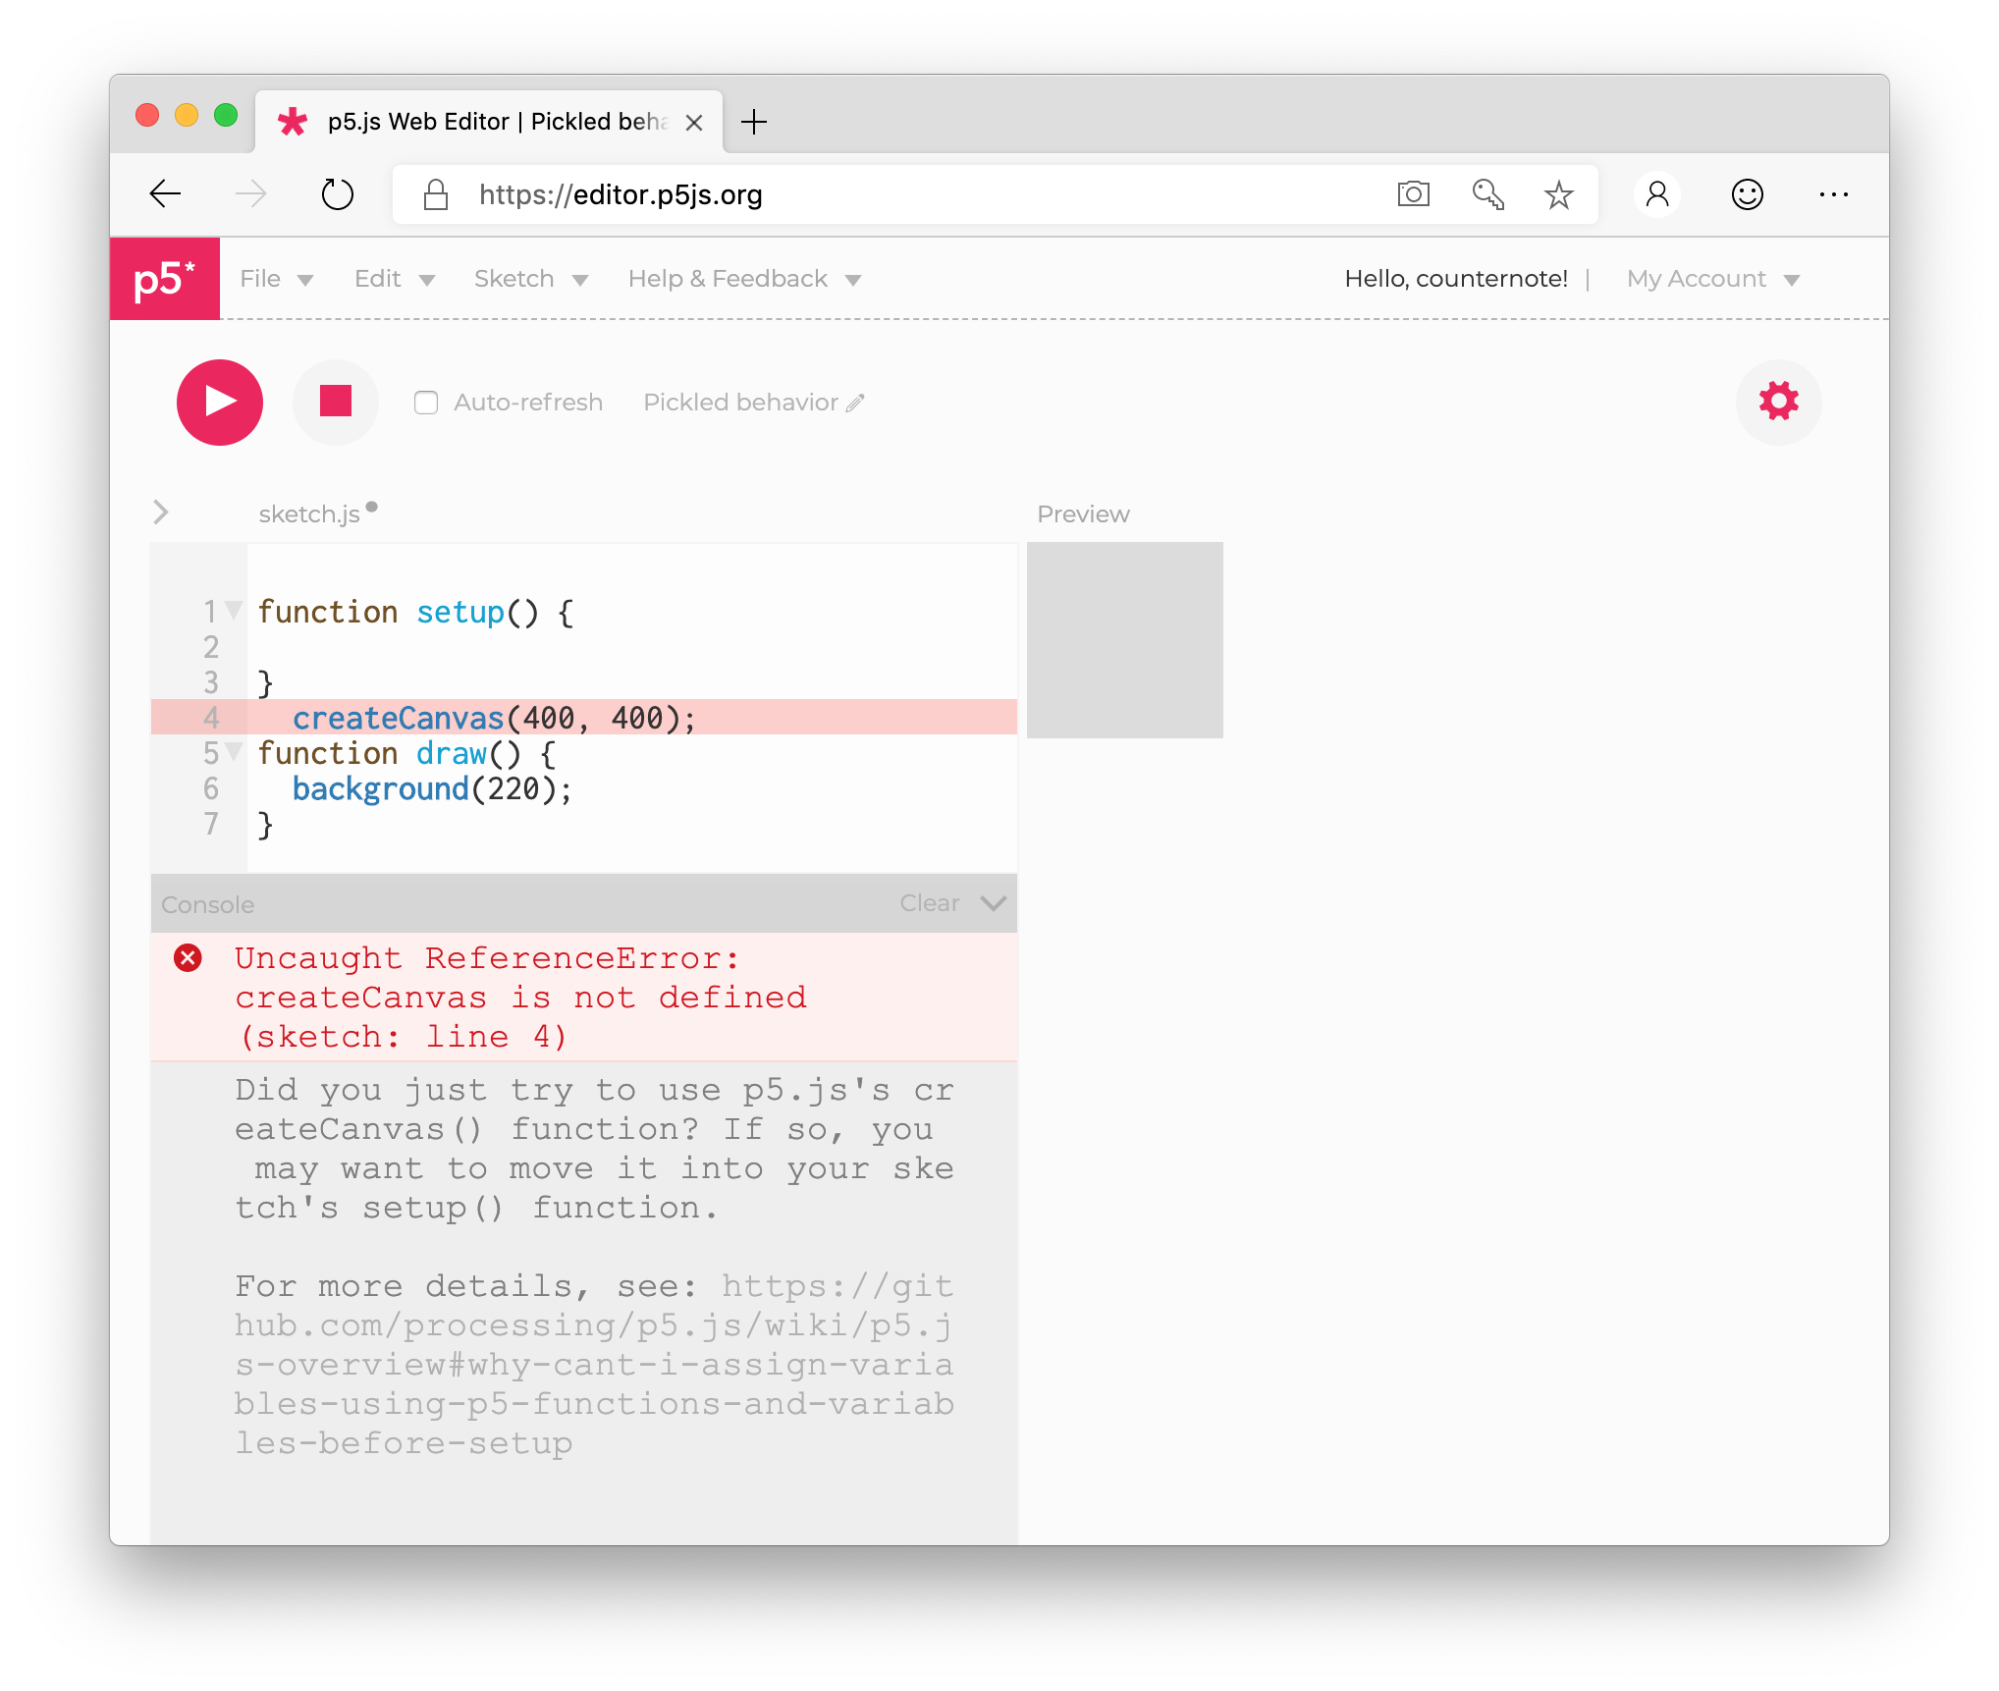 p5.js Web Editor | Pickled beha
https://editor.p5js.org
p5* File Edit Sketch Help & Feedback Hello, counternote! | My Account
Auto-refresh Pickled behavior
sketch.js Preview
1 function setup() {
2
3 }
4 createCanvas(400, 400);
5 function draw() {
6 background(220);
7 }
Console Clear
Uncaught ReferenceError:
createCanvas is not defined
(sketch: line 4)
Did you just try to use p5.js's cr
eateCanvas() function? If so, you
may want to move it into your ske
tch's setup() function.
For more details, see: https://git
hub.com/processing/p5.js/wiki/p5.j
s-overview#why-cant-i-assign-varia
bles-using-p5-functions-and-variab
les-before-setup